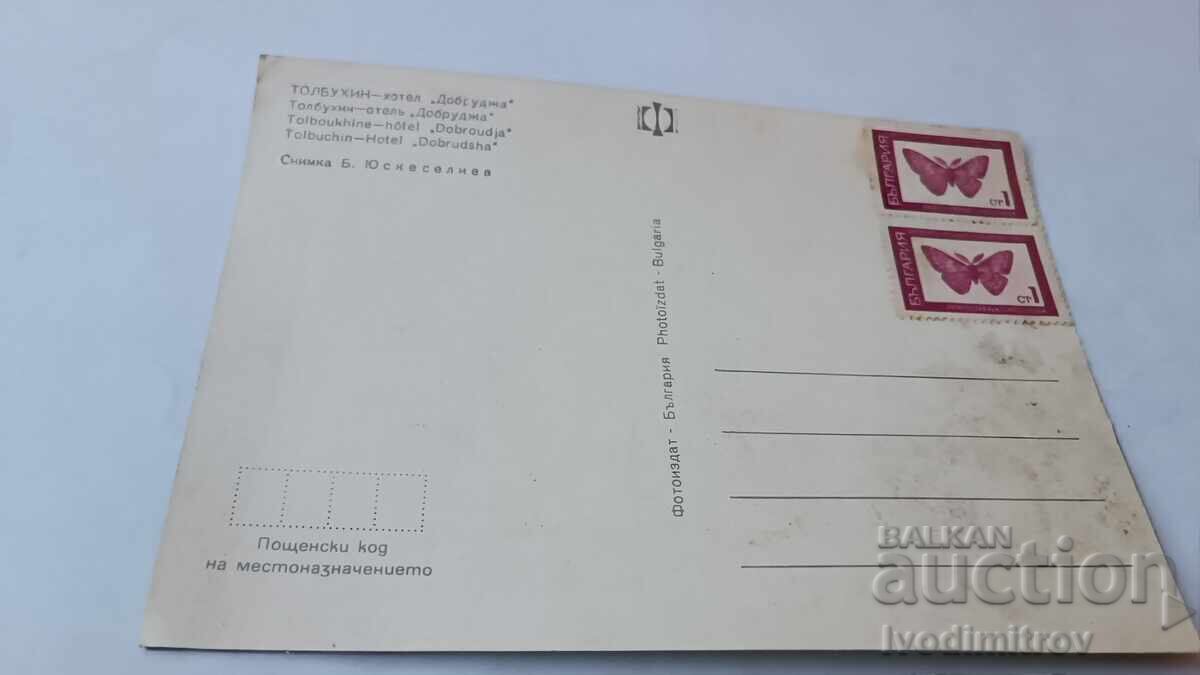 ТОЛБУХИН—хотел „Добруджа"
Толбухин—отель „Добруджа"
Tolboukhine—hôtel „Dobroudja"
Tolbuchin—Hotel „Dobrudsha"
Снимка Б. Юскеселиев
БЪЛГАРИЯ
СТ 1
БЪЛГАРИЯ
СТ 1
Фотоиздат - България Photoizdat - Bulgaria
Пощенски код
на местоназначението
BALKAN
auction
Ivodimitrov